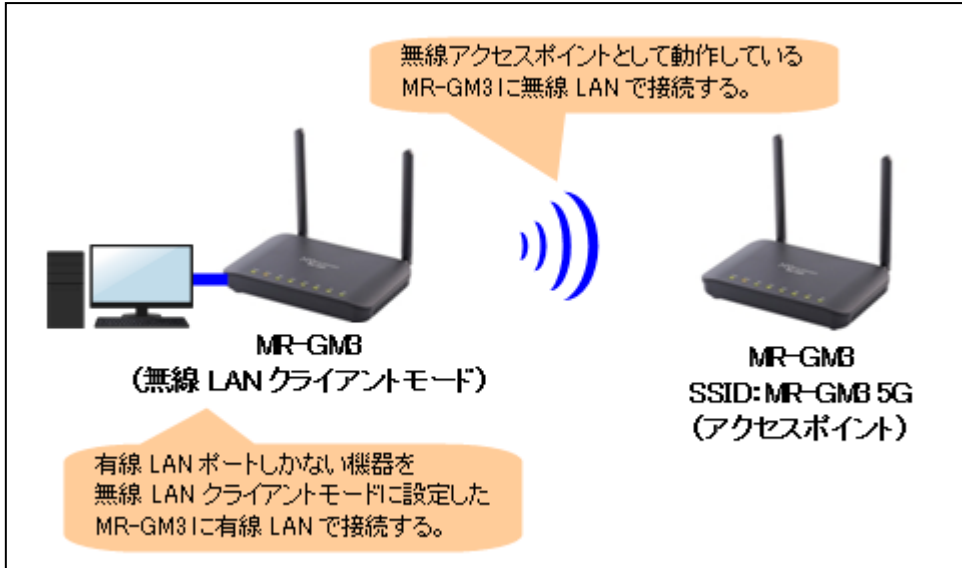 無線アクセスポイントとして動作している
MR-GM3に無線 LAN で接続する。
MR-GM3
（無線 LAN クライアントモード）
MR-GM3
SSID：MR-GM3 5G
（アクセスポイント）
有線 LAN ポートしかない機器を
無線 LAN クライアントモードに設定した
MR-GM3に有線 LAN で接続する。